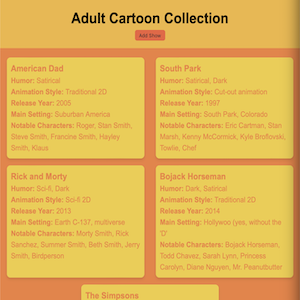 Adult Cartoon Collection
Add Show
American Dad
Humor: Satirical
Animation Style: Traditional 2D
Release Year: 2005
Main Setting: Suburban America
Notable Characters: Roger, Stan Smith,
Steve Smith, Francine Smith, Hayley
Smith, Klaus
South Park
Humor: Satirical, Dark
Animation Style: Cut-out animation
Release Year: 1997
Main Setting: South Park, Colorado
Notable Characters: Eric Cartman, Stan
Marsh, Kenny McCormick, Kyle Broflovski,
Towlie, Chef
Rick and Morty
Humor: Sci-fi, Dark
Animation Style: Sci-fi 2D
Release Year: 2013
Main Setting: Earth C-137, multiverse
Notable Characters: Morty Smith, Rick
Sanchez, Summer Smith, Beth Smith, Jerry
Smith, Birdperson
Bojack Horseman
Humor: Dark, Satirical
Animation Style: Traditional 2D
Release Year: 2014
Main Setting: Hollywoo (yes, without the
'D')
Notable Characters: Bojack Horseman,
Todd Chavez, Sarah Lynn, Princess
Carolyn, Diane Nguyen, Mr. Peanutbutter
The Simpsons